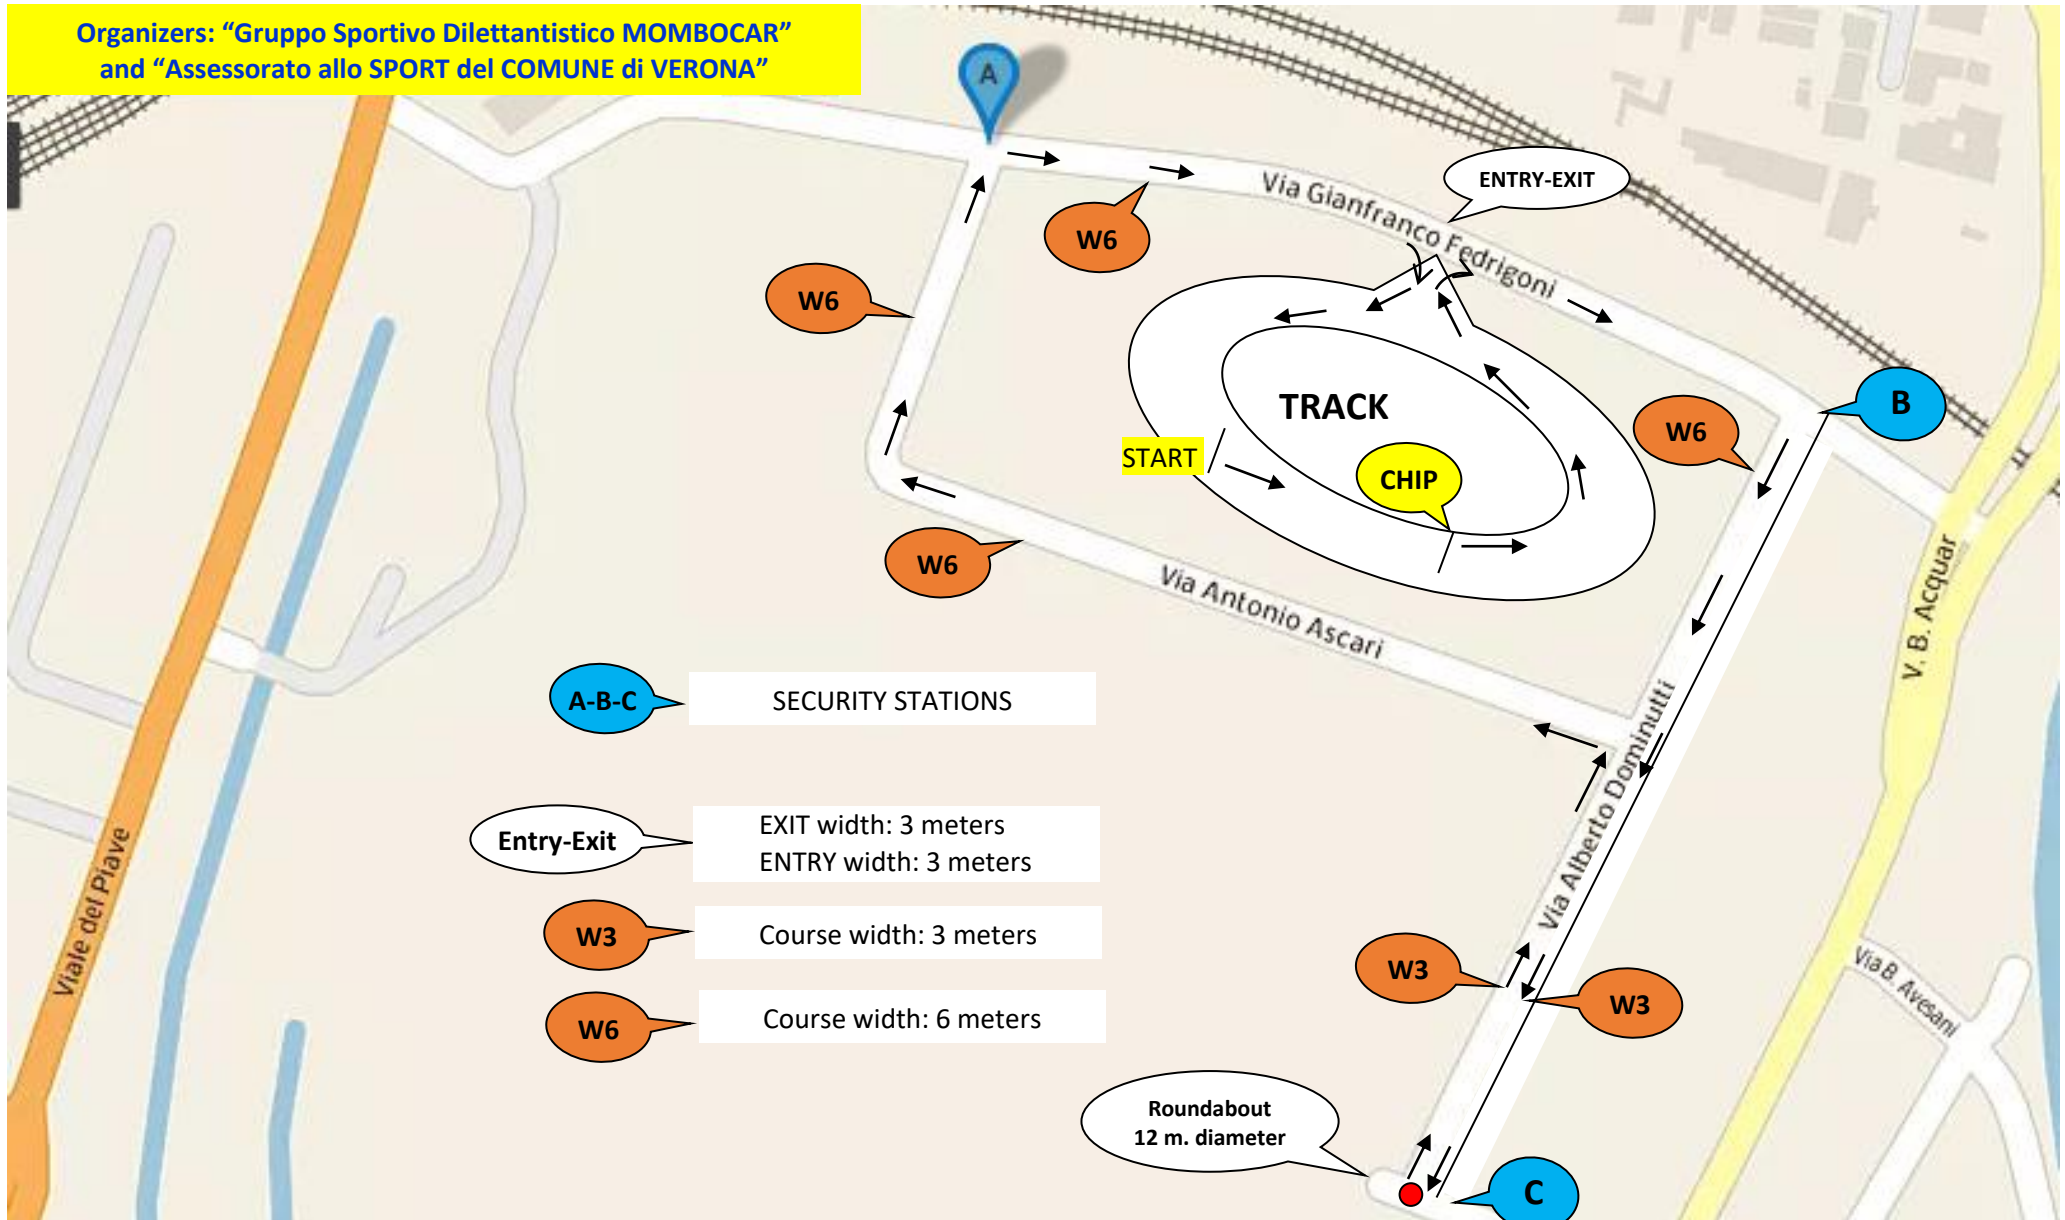 Organizers: “Gruppo Sportivo Dilettantistico MOMBOCAR”
and “Assessorato allo SPORT del COMUNE di VERONA”
A
ENTRY-EXIT
Via Gianfranco Fedrigoni
W6
W6
TRACK
B
W6
START
CHIP
W6
Via Antonio Ascari
V. B. Acquar
A-B-C
SECURITY STATIONS
Via Alberto Dominutti
Entry-Exit
EXIT width: 3 meters
ENTRY width: 3 meters
Viale del Piave
W3
Course width: 3 meters
W3
W3
Via B. Avesani
W6
Course width: 6 meters
Roundabout
12 m. diameter
C